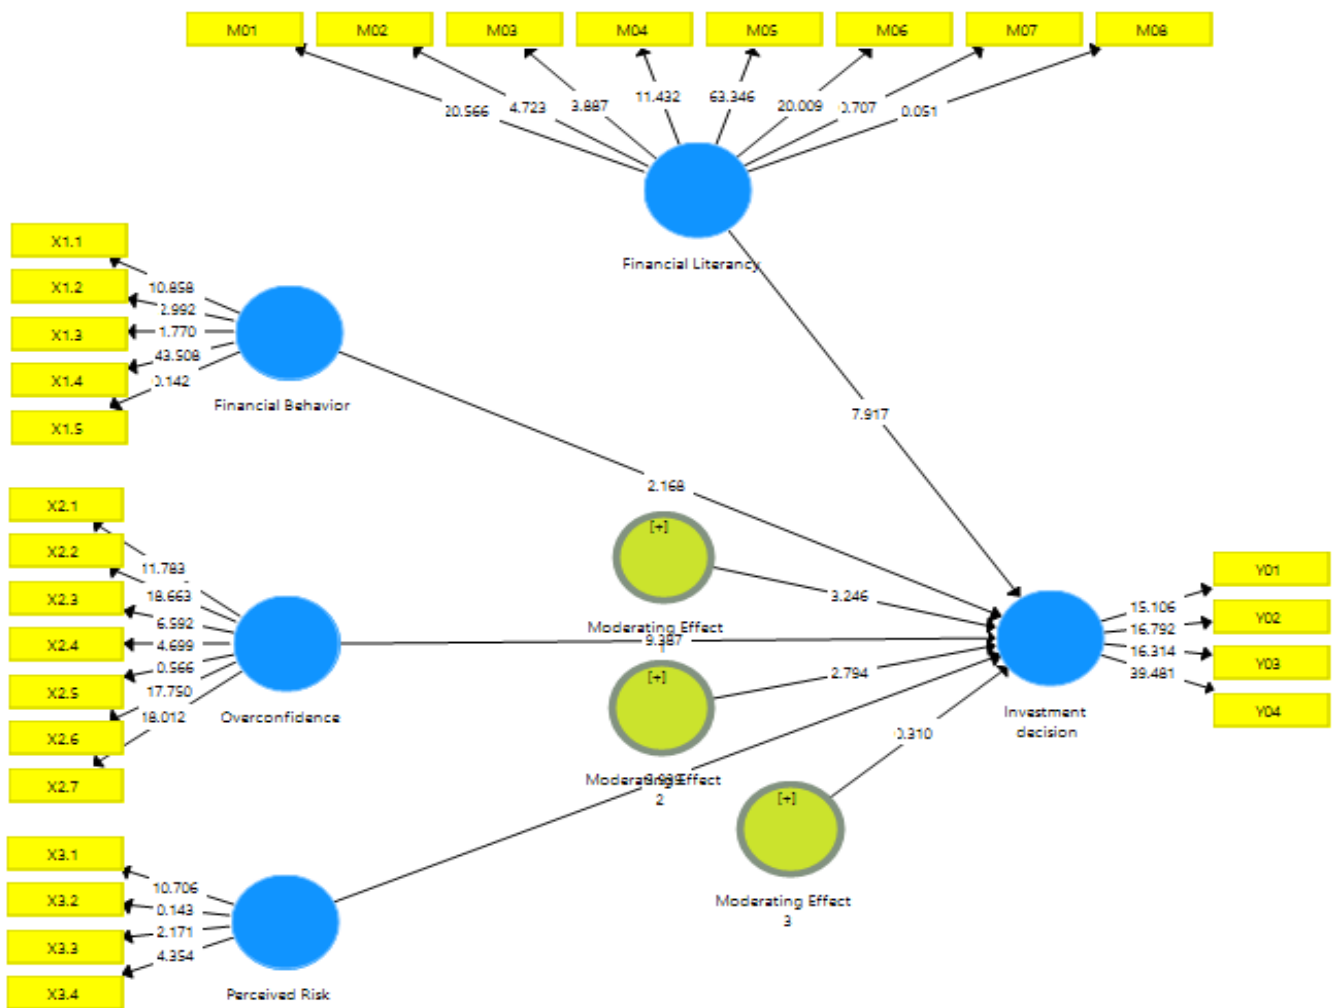 M01
M02
M03
M04
M05
M06
M07
M08
20.566
4.723
3.887
11.432
63.346
20.009
0.707
0.051
Financial Literancy
X1.1
X1.2
X1.3
X1.4
X1.5
10.858
2.992
1.770
43.508
0.142
Financial Behavior
7.917
2.168
X2.1
X2.2
X2.3
X2.4
X2.5
X2.6
X2.7
11.783
18.663
6.592
4.699
0.566
17.750
18.012
Overconfidence
[+]
Moderating Effect
3.246
9.387
[+]
Moderating Effect
2
2.794
[+]
Moderating Effect
3
0.310
Investment
decision
15.106
16.792
16.314
39.481
Y01
Y02
Y03
Y04
X3.1
X3.2
X3.3
X3.4
10.706
0.143
2.171
4.354
Perceived Risk